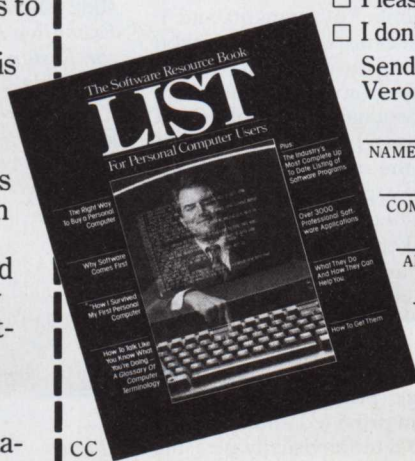 s to
is
s
n
d
t-
a-
CC
The Software Resource Book
LIST
For Personal Computer Users
The Right Way
To Buy a Personal
Computer
Why Software
Comes First
"How I Survived
My First Personal
Computer
How To Talk Like
You Know What
You're Doing —
A Glossary Of
Computer
Terminology
Plus:
The Industry's
Most Complete Up
To Date Listing of
Software Programs
Over 3000
Professional Soft-
ware Applications
What They Do
And How They Can
Help You.
How To Get Them
I don
Send
Vero
NAME
COM
A